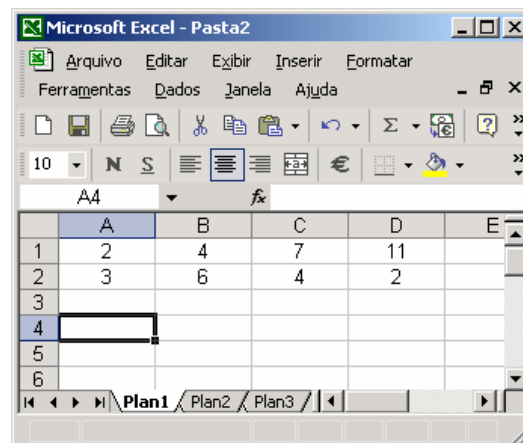 Microsoft Excel - Pasta2
Arquivo Editar Exibir Inserir Formatar
Ferramentas Dados Janela Ajuda
Σ € ? »
10 N S € »
A4 fx
A B C D E
1 2 4 7 11
2 3 6 4 2
3
4
5
6
Plan1 Plan2 Plan3